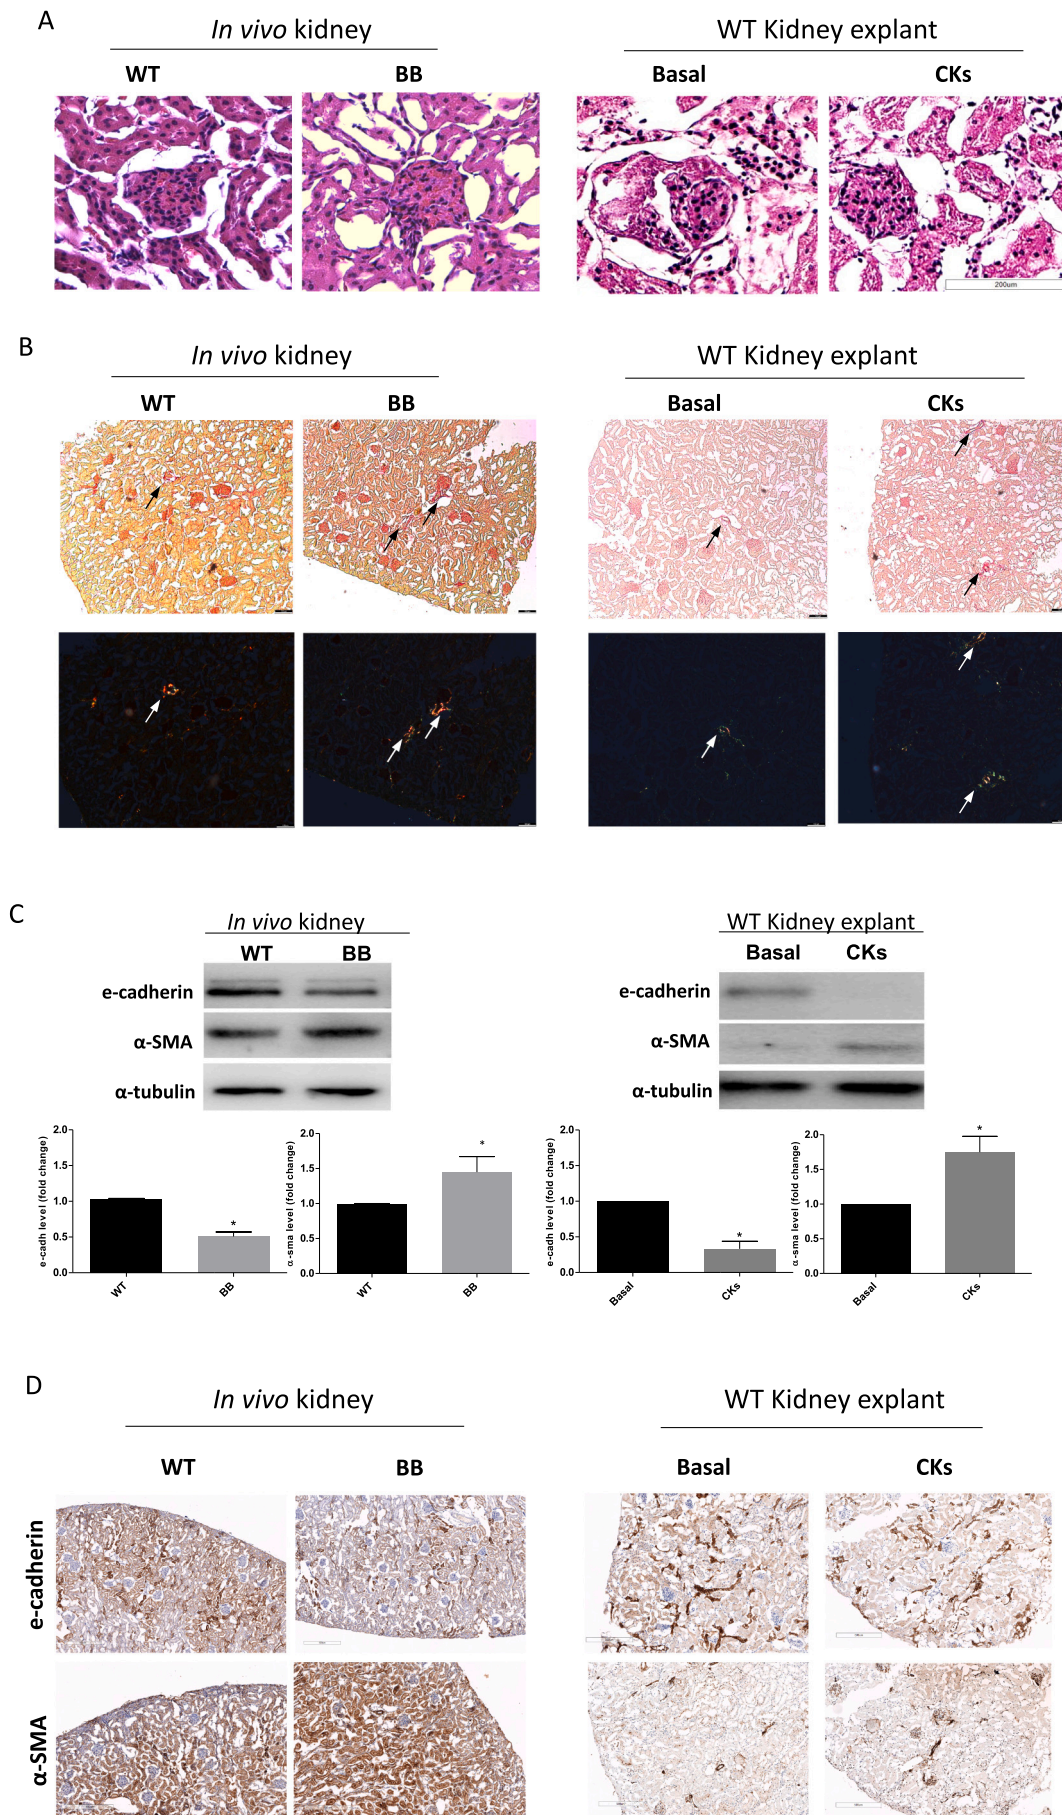 A
In vivo kidney
WT Kidney explant
WT
BB
Basal
CKs
200um
B
In vivo kidney
WT Kidney explant
WT
BB
Basal
CKs
C
In vivo kidney
WT Kidney explant
WT
BB
Basal
CKs
e-cadherin
e-cadherin
α-SMA
α-SMA
α-tubulin
α-tubulin
e-cadh level (fold change)
2.0
1.5
1.0
0.5
0.0
*
WT
BB
α-sma level (fold change)
2.0
1.5
1.0
0.5
0.0
*
WT
BB
e-cadh level (fold change)
2.0
1.5
1.0
0.5
0.0
*
Basal
CKs
α-sma level (fold change)
2.0
1.5
1.0
0.5
0.0
*
Basal
CKs
D
In vivo kidney
WT Kidney explant
WT
BB
Basal
CKs
e-cadherin
α-SMA